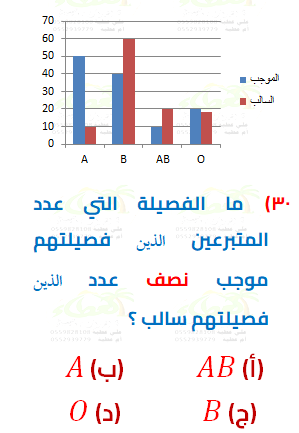 70
60
50
40
30
20
10
0
A B AB O
الموجب
السالب
٣٠) ما الفصيلة التي عدد
المتبرعين الذين فصيلتهم
موجب نصف عدد الذين
فصيلتهم سالب ؟
(أ) AB (ب) A
(ج) B (د) O